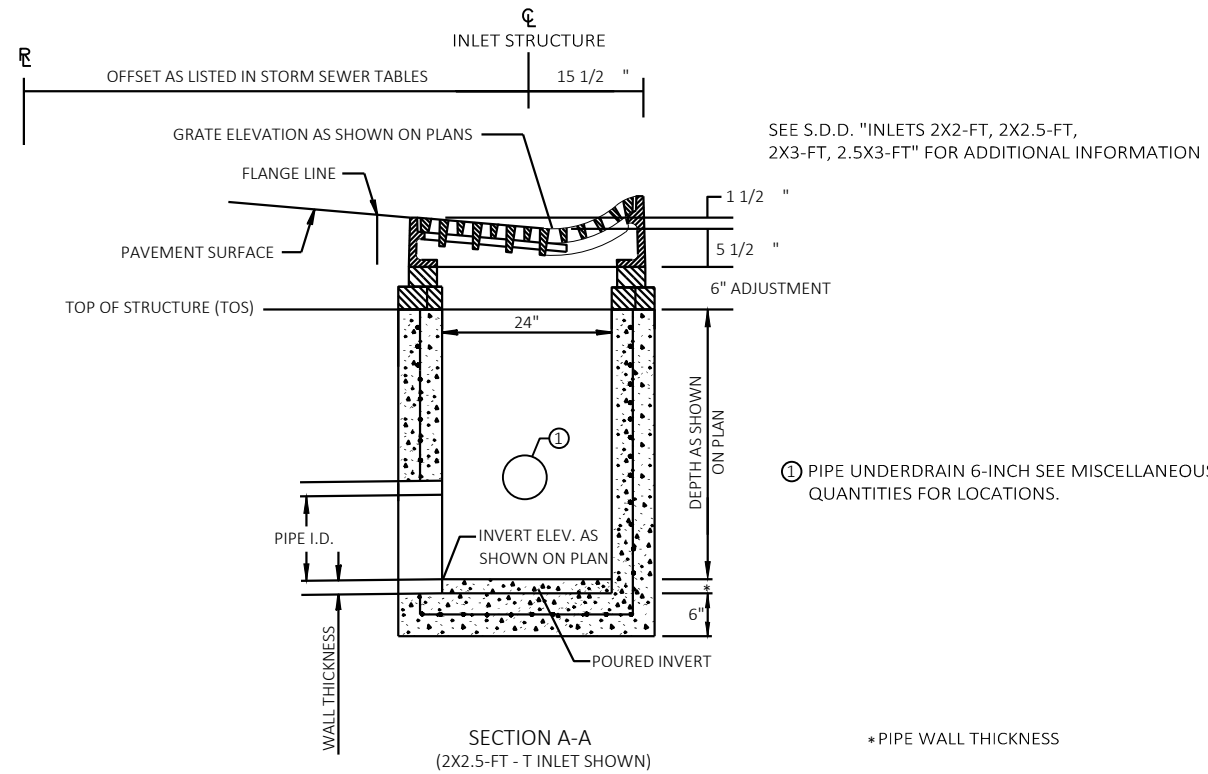 ℄
INLET STRUCTURE
R/L
OFFSET AS LISTED IN STORM SEWER TABLES
15 1/2 "
GRATE ELEVATION AS SHOWN ON PLANS
SEE S.D.D. "INLETS 2X2-FT, 2X2.5-FT,
2X3-FT, 2.5X3-FT" FOR ADDITIONAL INFORMATION
FLANGE LINE
1 1/2 "
PAVEMENT SURFACE
5 1/2 "
6" ADJUSTMENT
TOP OF STRUCTURE (TOS)
24"
DEPTH AS SHOWN
ON PLAN
1
① PIPE UNDERDRAIN 6-INCH SEE MISCELLANEOUS
QUANTITIES FOR LOCATIONS.
PIPE I.D.
INVERT ELEV. AS
SHOWN ON PLAN
*
6"
WALL THICKNESS
POURED INVERT
SECTION A-A
(2X2.5-FT - T INLET SHOWN)
*PIPE WALL THICKNESS